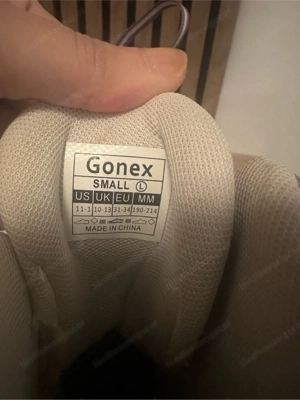 Gonex
SMALL L
US UK EU MM
11-1 10-13 31-34 190-214
MADE IN CHINA